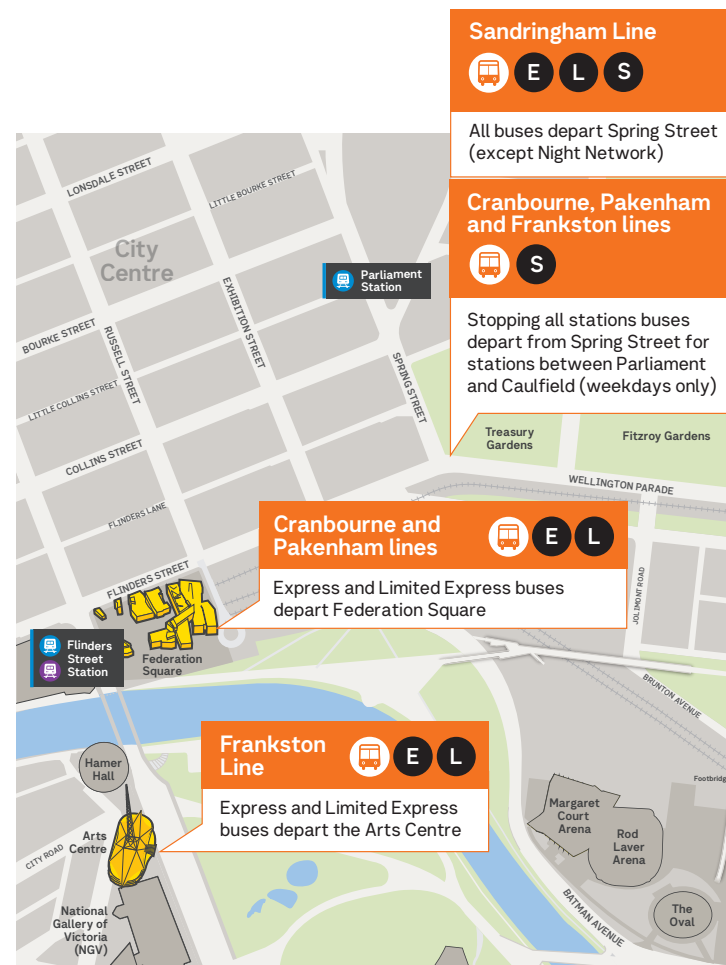 Sandringham Line
E L S
All buses depart Spring Street
(except Night Network)
Cranbourne, Pakenham
and Frankston lines
S
Stopping all stations buses
depart from Spring Street for
stations between Parliament
and Caulfield (weekdays only)
LONSDALE STREET
LITTLE BOURKE STREET
City
Centre
Parliament
Station
EXHIBITION STREET
BOURKE STREET
RUSSELL STREET
SPRING STREET
LITTLE COLLINS STREET
COLLINS STREET
Treasury
Gardens
Fitzroy Gardens
WELLINGTON PARADE
FLINDERS LANE
Cranbourne and
Pakenham lines
E L
Express and Limited Express buses
depart Federation Square
FLINDERS STREET
JOLIMONT ROAD
Flinders
Street
Station
Federation
Square
BRUNTON AVENUE
Frankston
Line
E L
Express and Limited Express
buses depart the Arts Centre
Hamer
Hall
Footbridg
Margaret
Court
Arena
Rod
Laver
Arena
Arts
Centre
CITY ROAD
National
Gallery of
Victoria
(NGV)
BATMAN AVENUE
The
Oval